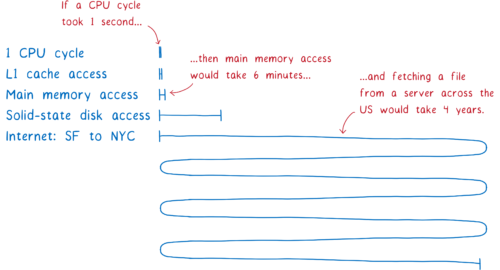 If a CPU cycle
took 1 second...
1 CPU cycle
L1 cache access
Main memory access
Solid-state disk access
Internet: SF to NYC
...then main memory access
would take 6 minutes...
...and fetching a file
from a server across the
US would take 4 years.